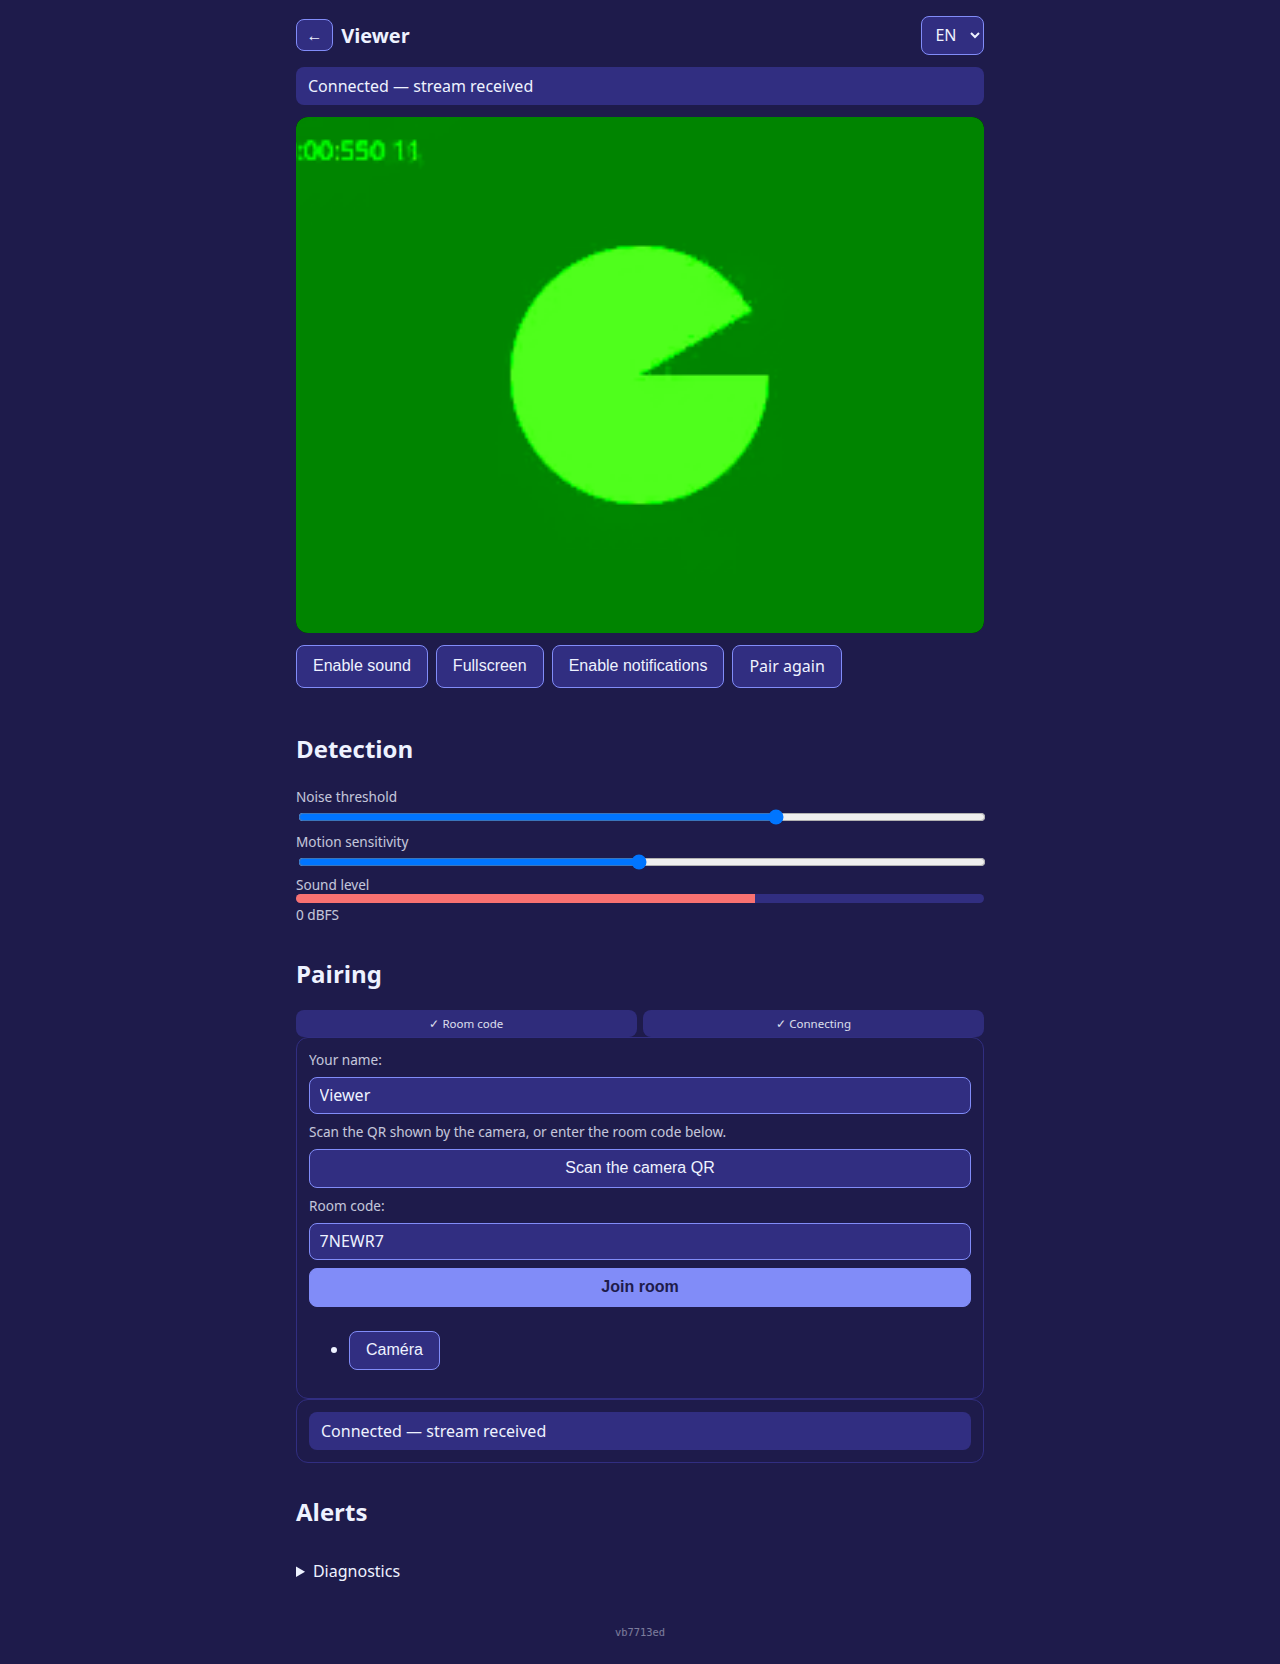 ← Viewer EN
Connected — stream received
:00:550 11
Enable sound Fullscreen Enable notifications Pair again
Detection
Noise threshold
Motion sensitivity
Sound level
0 dBFS
Pairing
✓ Room code ✓ Connecting
Your name:
Viewer
Scan the QR shown by the camera, or enter the room code below.
Scan the camera QR
Room code:
7NEWR7
Join room
Caméra
Connected — stream received
Alerts
Diagnostics
vb7713ed